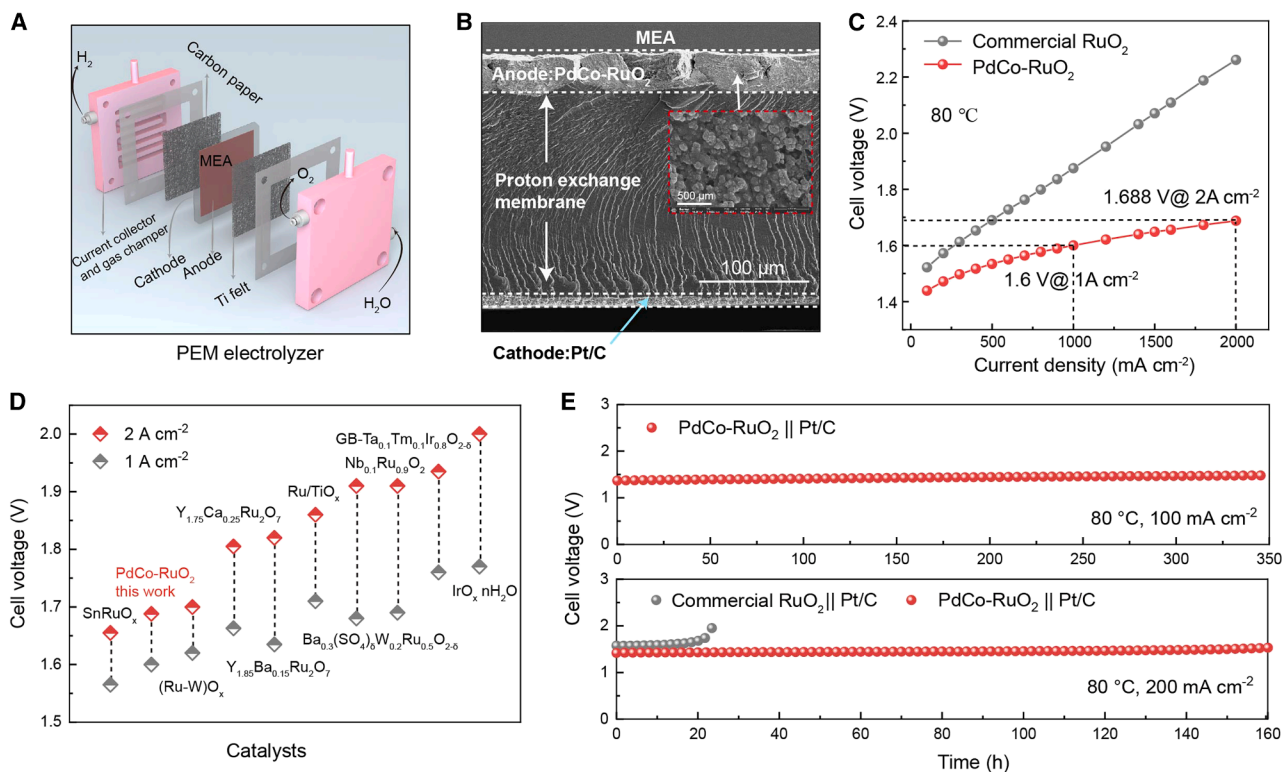 A
H₂
Carbon paper
MEA
O₂
Current collector
and gas champer
Cathode
Anode
Ti felt
H₂O
PEM electrolyzer
B
MEA
Anode:PdCo-RuO₂
Proton exchange
membrane
500 μm
100 μm
Cathode:Pt/C
C
Commercial RuO₂
PdCo-RuO₂
80 ℃
1.688 V@ 2A cm⁻²
1.6 V@ 1A cm⁻²
Cell voltage (V)
2.4
2.2
2.0
1.8
1.6
1.4
0
500
1000
1500
2000
Current density (mA cm⁻²)
D
2 A cm⁻²
1 A cm⁻²
GB-Ta₀.₁Tm₀.₁Ir₀.₈O₂₋δ
Nb₀.₁Ru₀.₉O₂
Ru/TiOₓ
Y₁.₇₅Ca₀.₂₅Ru₂O₇
PdCo-RuO₂
this work
SnRuOₓ
IrOₓ nH₂O
Ba₀.₃(SO₄)δW₀.₂Ru₀.₅O₂₋δ
Y₁.₈₅Ba₀.₁₅Ru₂O₇
(Ru-W)Oₓ
Cell voltage (V)
2.0
1.9
1.8
1.7
1.6
1.5
Catalysts
E
PdCo-RuO₂ || Pt/C
80 °C, 100 mA cm⁻²
Cell voltage (V)
3
2
1
0
0
50
100
150
200
250
300
350
Commercial RuO₂|| Pt/C
PdCo-RuO₂ || Pt/C
80 °C, 200 mA cm⁻²
3
2
1
0
0
20
40
60
80
100
120
140
160
Time (h)